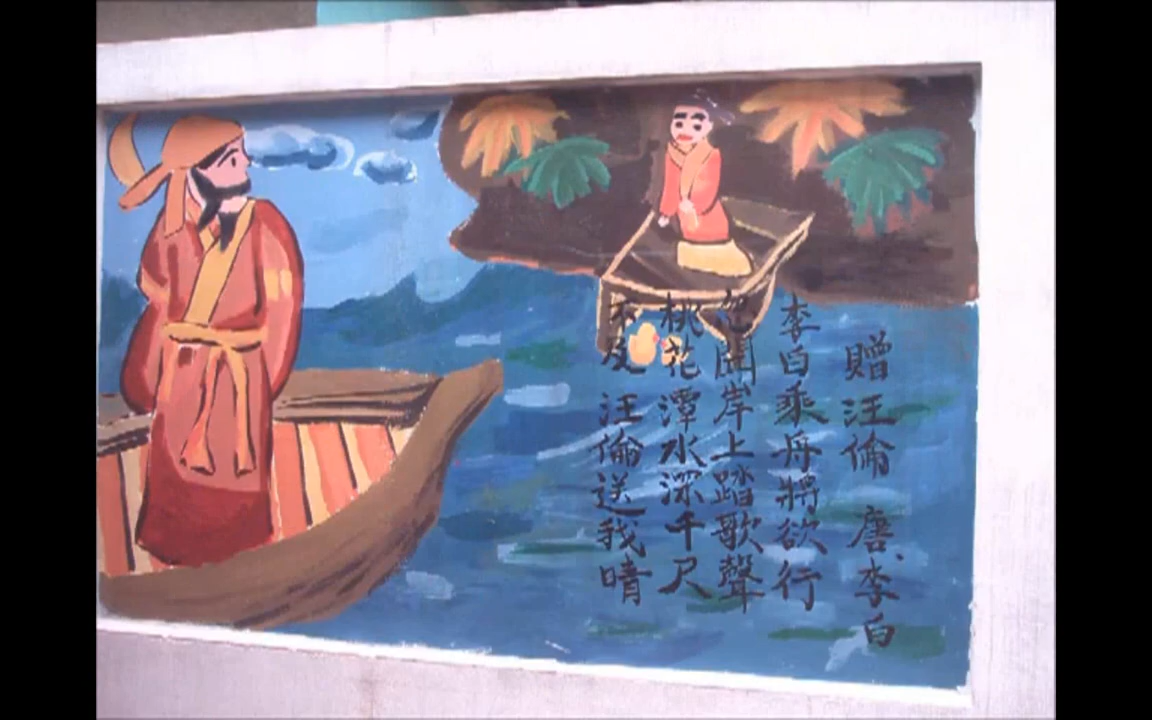 贈汪倫 唐、李白
李白乘舟將欲行
忽聞岸上踏歌聲
桃花潭水深千尺
不及汪倫送我晴